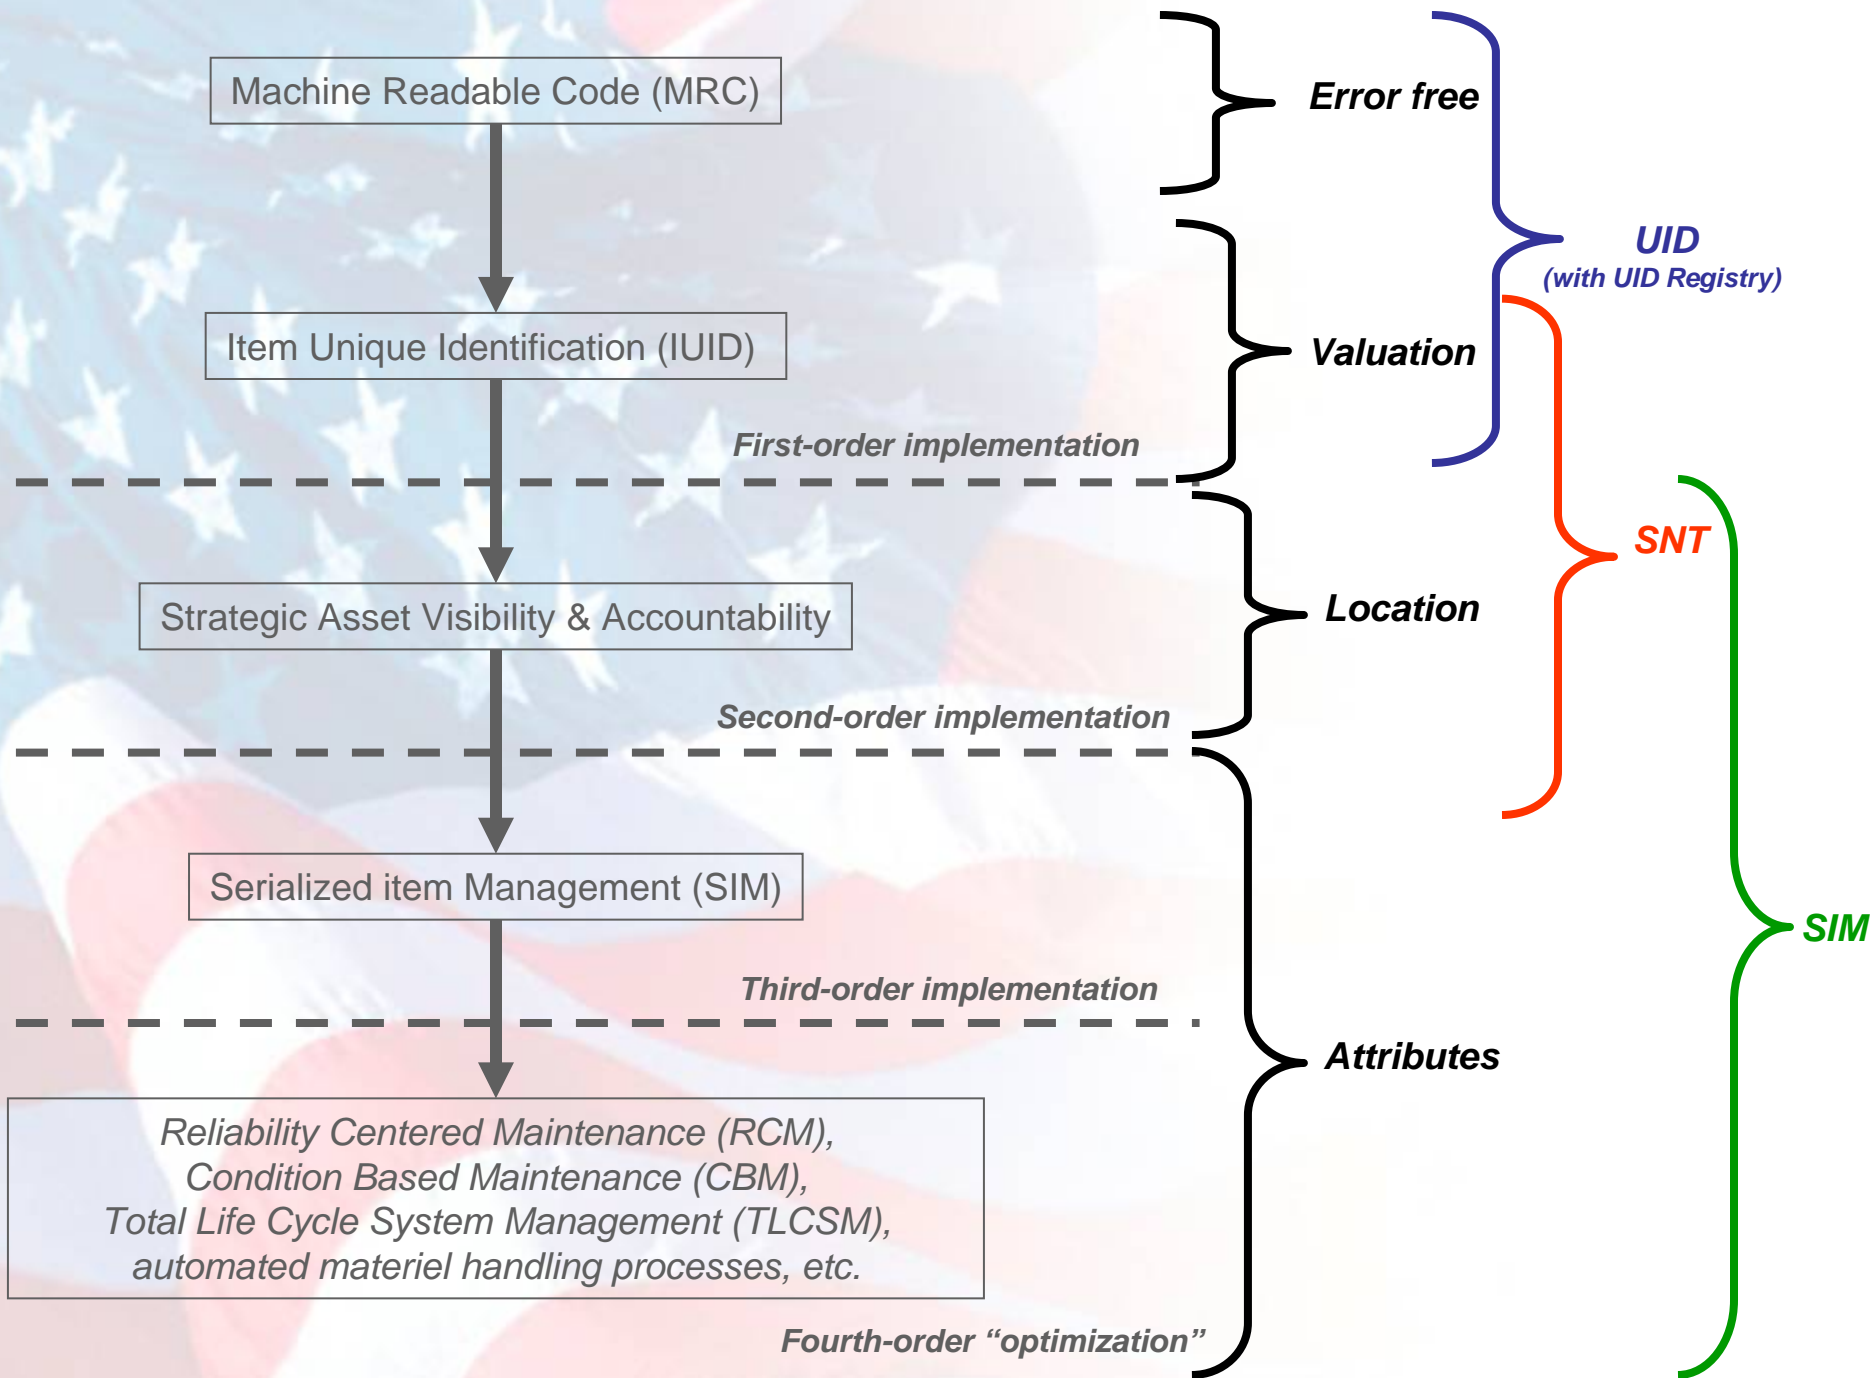 Machine Readable Code (MRC)
Error free
UID
(with UID Registry)
Item Unique Identification (IUID)
Valuation
First-order implementation
SNT
Strategic Asset Visibility & Accountability
Location
Second-order implementation
Serialized item Management (SIM)
SIM
Third-order implementation
Attributes
Reliability Centered Maintenance (RCM),
Condition Based Maintenance (CBM),
Total Life Cycle System Management (TLCSM),
automated materiel handling processes, etc.
Fourth-order “optimization”